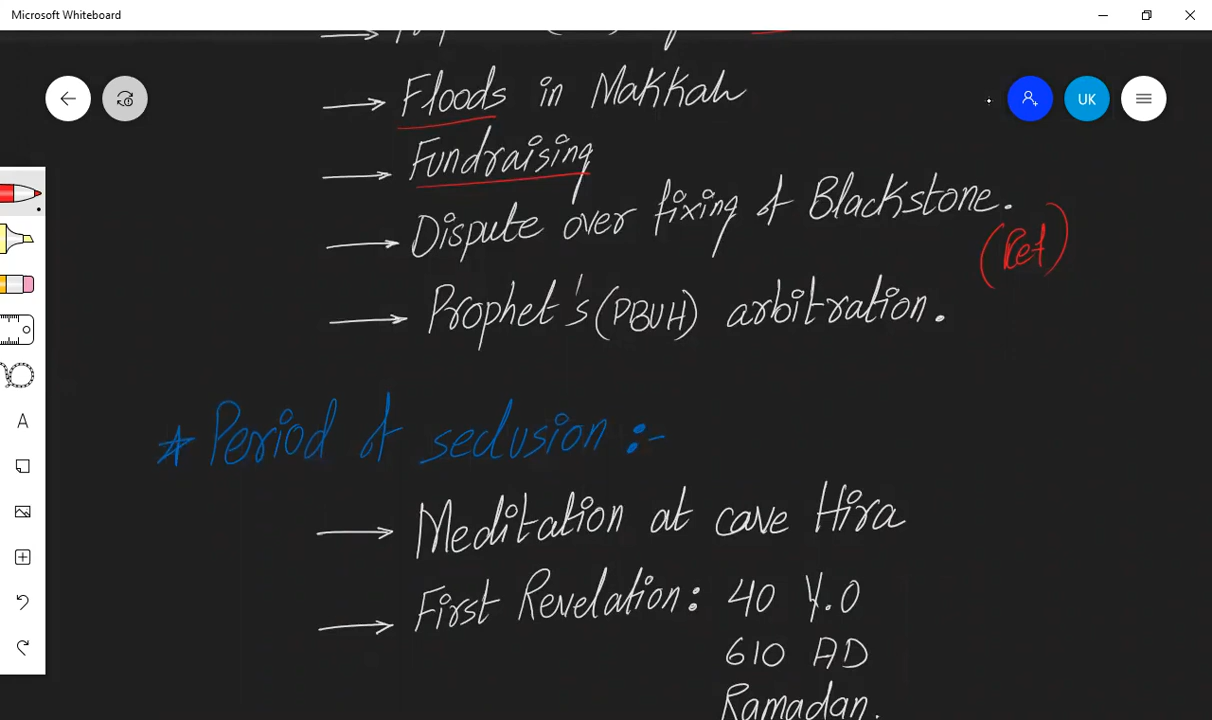 Microsoft Whiteboard
→ Floods in Makkah
UK
→ Fundraising
→ Dispute over fixing of Blackstone.
(Ref)
→ Prophet's (PBUH) arbitration.
* Period of seclusion :-
A
→ Meditation at cave Hira
→ First Revelation: 40 Y.O
610 AD
Ramadan.